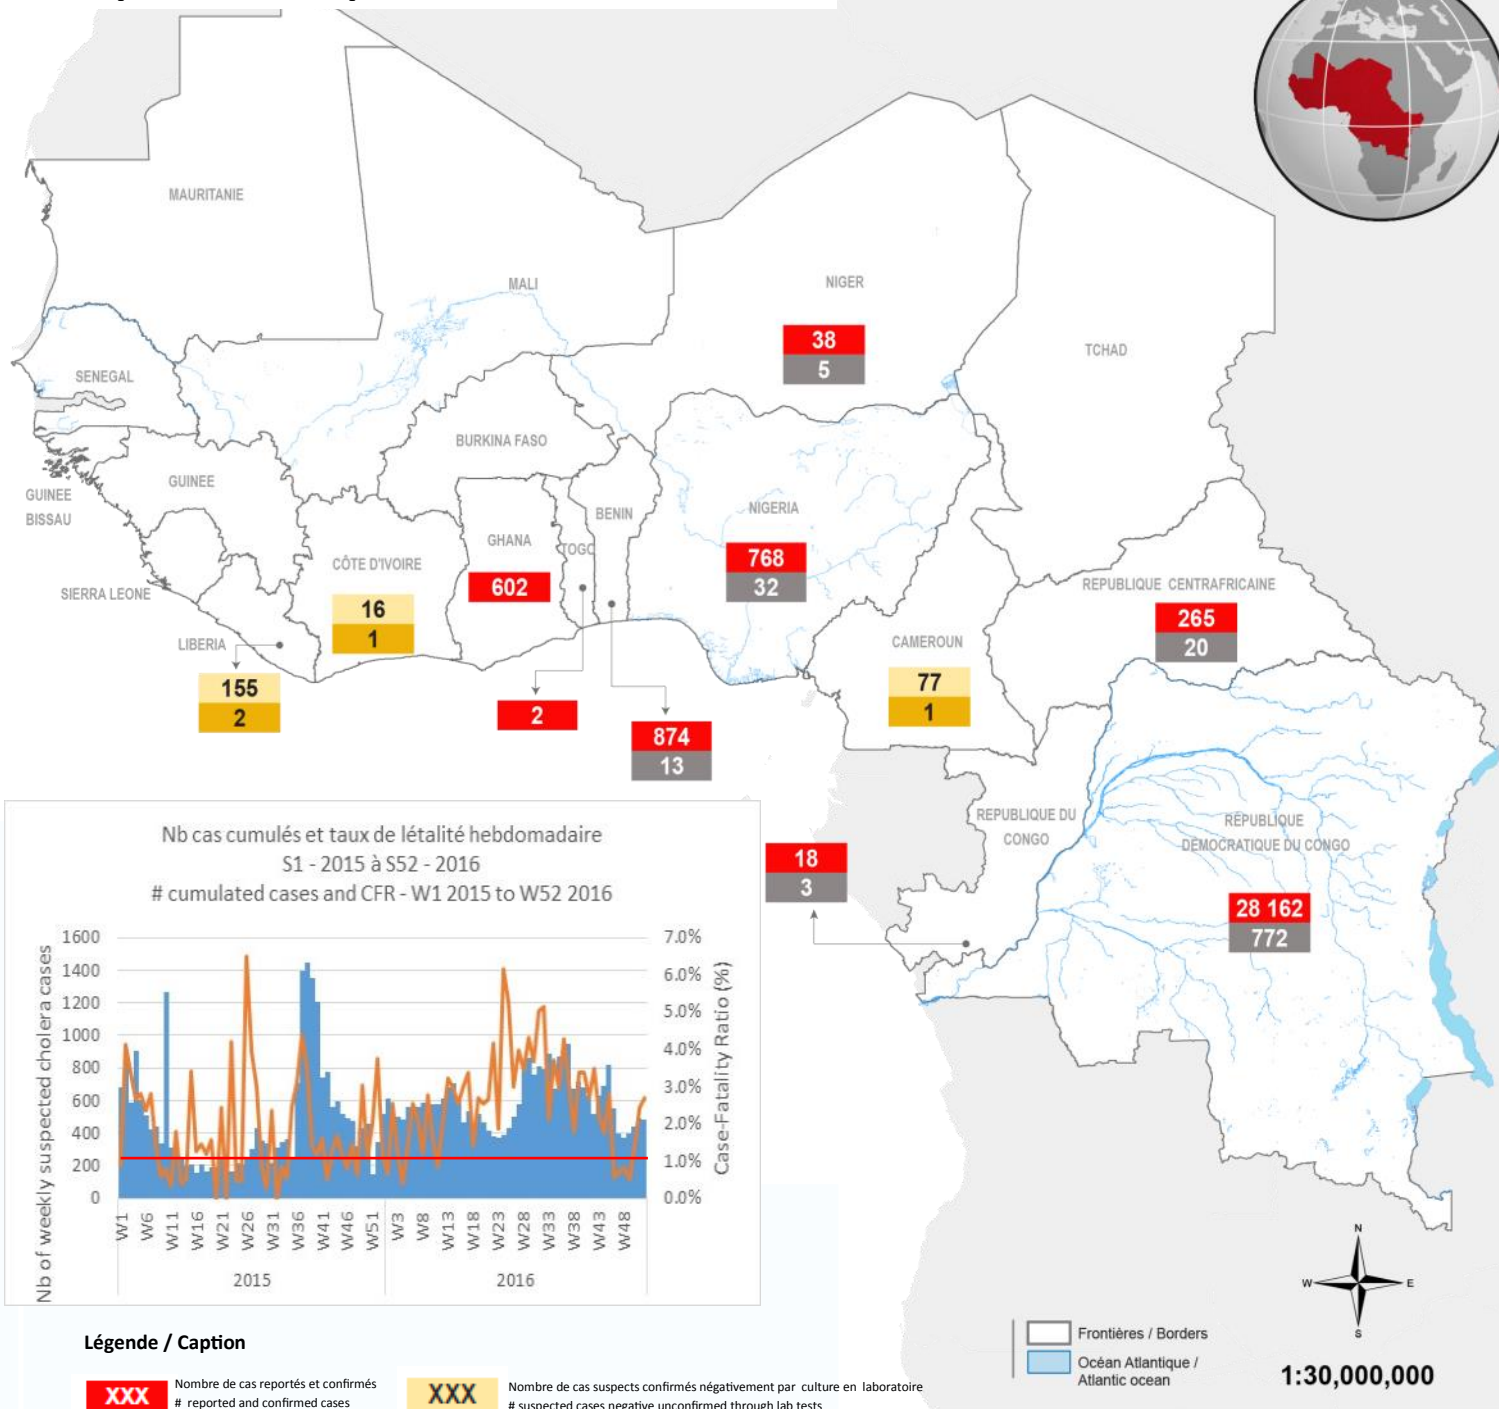 MAURITANIE
MALI
NIGER
38
5
TCHAD
SENEGAL
BURKINA FASO
GUINEE
GUINEE
BISSAU
NIGERIA
768
32
BENIN
GHANA
602
TOGO
CÔTE D'IVOIRE
16
1
SIERRA LEONE
LIBERIA
155
2
2
874
13
REPUBLIQUE CENTRAFRICAINE
265
20
CAMEROUN
77
1
REPUBLIQUE DU
CONGO
18
3
RÉPUBLIQUE
DÉMOCRATIQUE DU CONGO
28 162
772
Nb cas cumulés et taux de létalité hebdomadaire
S1 - 2015 à S52 - 2016
# cumulated cases and CFR - W1 2015 to W52 2016
Nb of weekly suspected cholera cases
1600
1400
1200
1000
800
600
400
200
0
7.0%
6.0%
5.0%
4.0%
3.0%
2.0%
1.0%
0.0%
Case-Fatality Ratio (%)
W1 W6 W11 W16 W21 W26 W31 W36 W41 W46 W51 W3 W8 W13 W18 W23 W28 W33 W38 W43 W48
2015 2016
N
W E
S
Légende / Caption
XXX
Nombre de cas reportés et confirmés
# reported and confirmed cases
XXX
Nombre de cas suspects confirmés négativement par culture en laboratoire
# suspected cases negative unconfirmed through lab tests
Frontières / Borders
Océan Atlantique /
Atlantic ocean
1:30,000,000